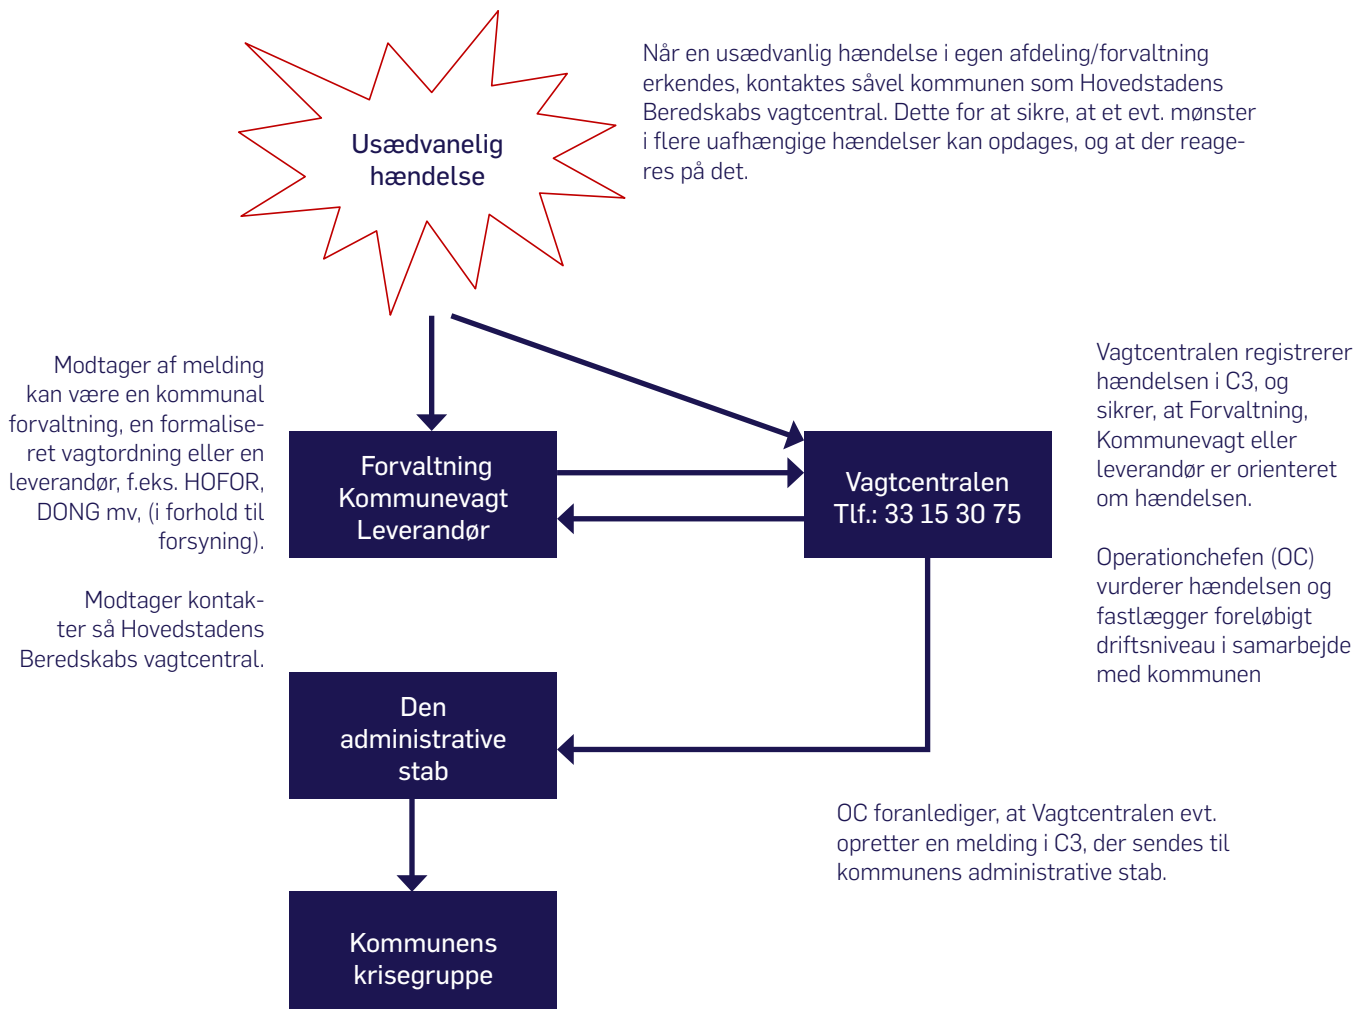 Når en usædvanlig hændelse i egen afdeling/forvaltning
erkendes, kontaktes såvel kommunen som Hovedstadens
Beredskabs vagtcentral. Dette for at sikre, at et evt. mønster
i flere uafhængige hændelser kan opdages, og at der reage-
res på det.
Usædvanelig
hændelse
Modtager af melding
kan være en kommunal
forvaltning, en formalise-
ret vagtordning eller en
leverandør, f.eks. HOFOR,
DONG mv, (i forhold til
forsyning).
Modtager kontak-
ter så Hovedstadens
Beredskabs vagtcentral.
Forvaltning
Kommunevagt
Leverandør
Vagtcentralen
Tlf.: 33 15 30 75
Vagtcentralen registrerer
hændelsen i C3, og
sikrer, at Forvaltning,
Kommunevagt eller
leverandør er orienteret
om hændelsen.
Operationchefen (OC)
vurderer hændelsen og
fastlægger foreløbigt
driftsniveau i samarbejde
med kommunen
Den
administrative
stab
OC foranlediger, at Vagtcentralen evt.
opretter en melding i C3, der sendes til
kommunens administrative stab.
Kommunens
krisegruppe